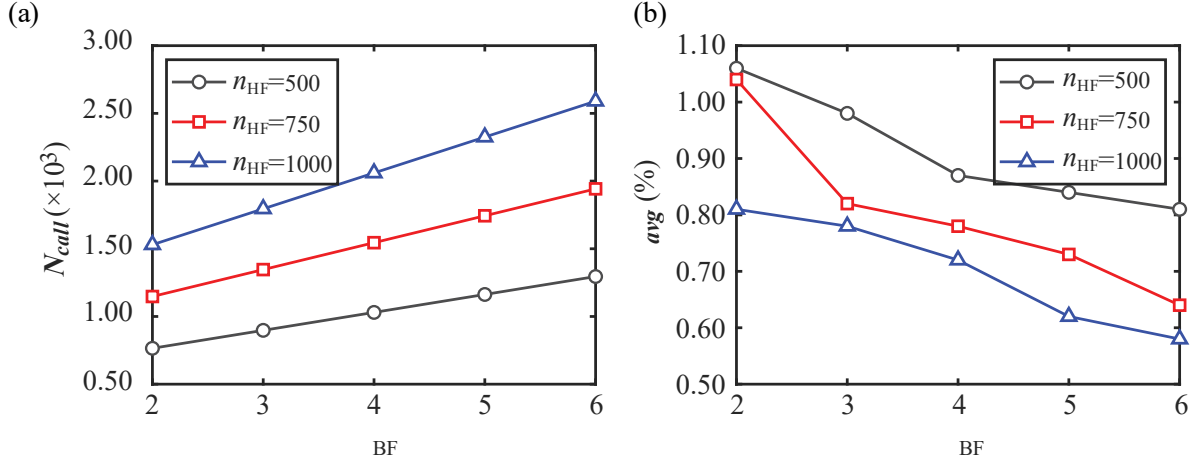 (a)
N_call(×10³)
3.00
2.50
2.00
1.50
1.00
0.50
n_HF=500
n_HF=750
n_HF=1000
2 3 4 5 6
BF
(b)
avg (%)
1.10
1.00
0.90
0.80
0.70
0.60
0.50
n_HF=500
n_HF=750
n_HF=1000
2 3 4 5 6
BF